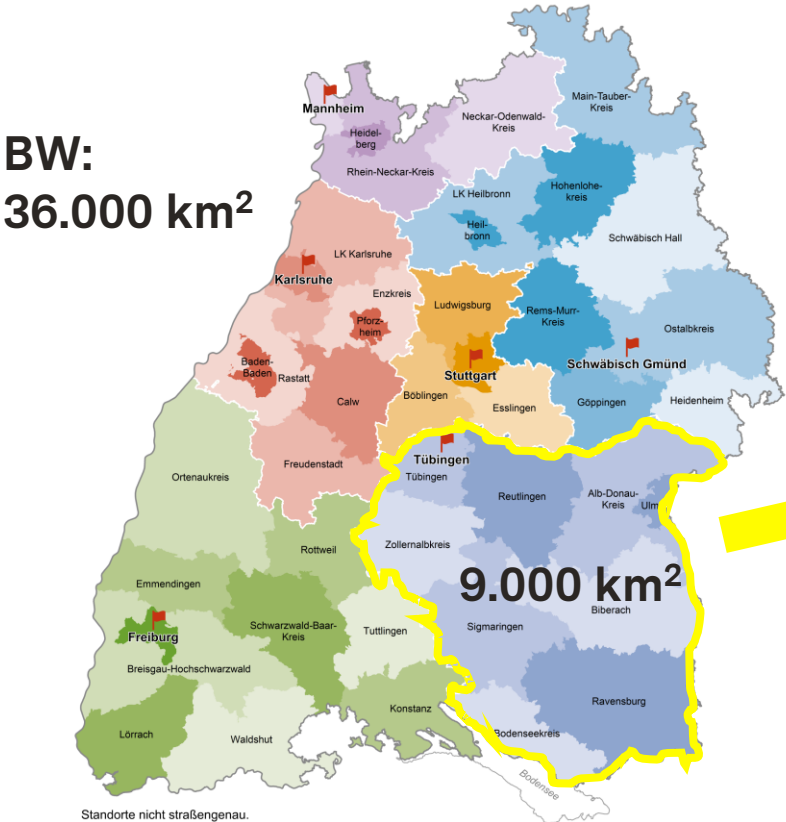 BW:
36.000 km²
Main-Tauber-
Kreis
Mannheim
Neckar-Odenwald-
Kreis
Heidel-
berg
Rhein-Neckar-Kreis
LK Heilbronn
Hohenlohe-
kreis
Heil-
bronn
Schwäbisch Hall
LK Karlsruhe
Karlsruhe
Enzkreis
Ludwigsburg
Pforz-
heim
Rems-Murr-
Kreis
Ostalbkreis
Baden-
Baden
Rastatt
Stuttgart
Schwäbisch Gmünd
Calw
Böblingen
Esslingen
Göppingen
Heidenheim
Freudenstadt
Tübingen
Tübingen
Ortenaukreis
Reutlingen
Alb-Donau-
Kreis
Ulm
Rottweil
Zollernalbkreis
9.000 km²
Emmendingen
Biberach
Freiburg
Schwarzwald-Baar-
Kreis
Tuttlingen
Sigmaringen
Breisgau-Hochschwarzwald
Ravensburg
Konstanz
Lörrach
Waldshut
Bodenseekreis
Bodensee
Standorte nicht straßengenau.